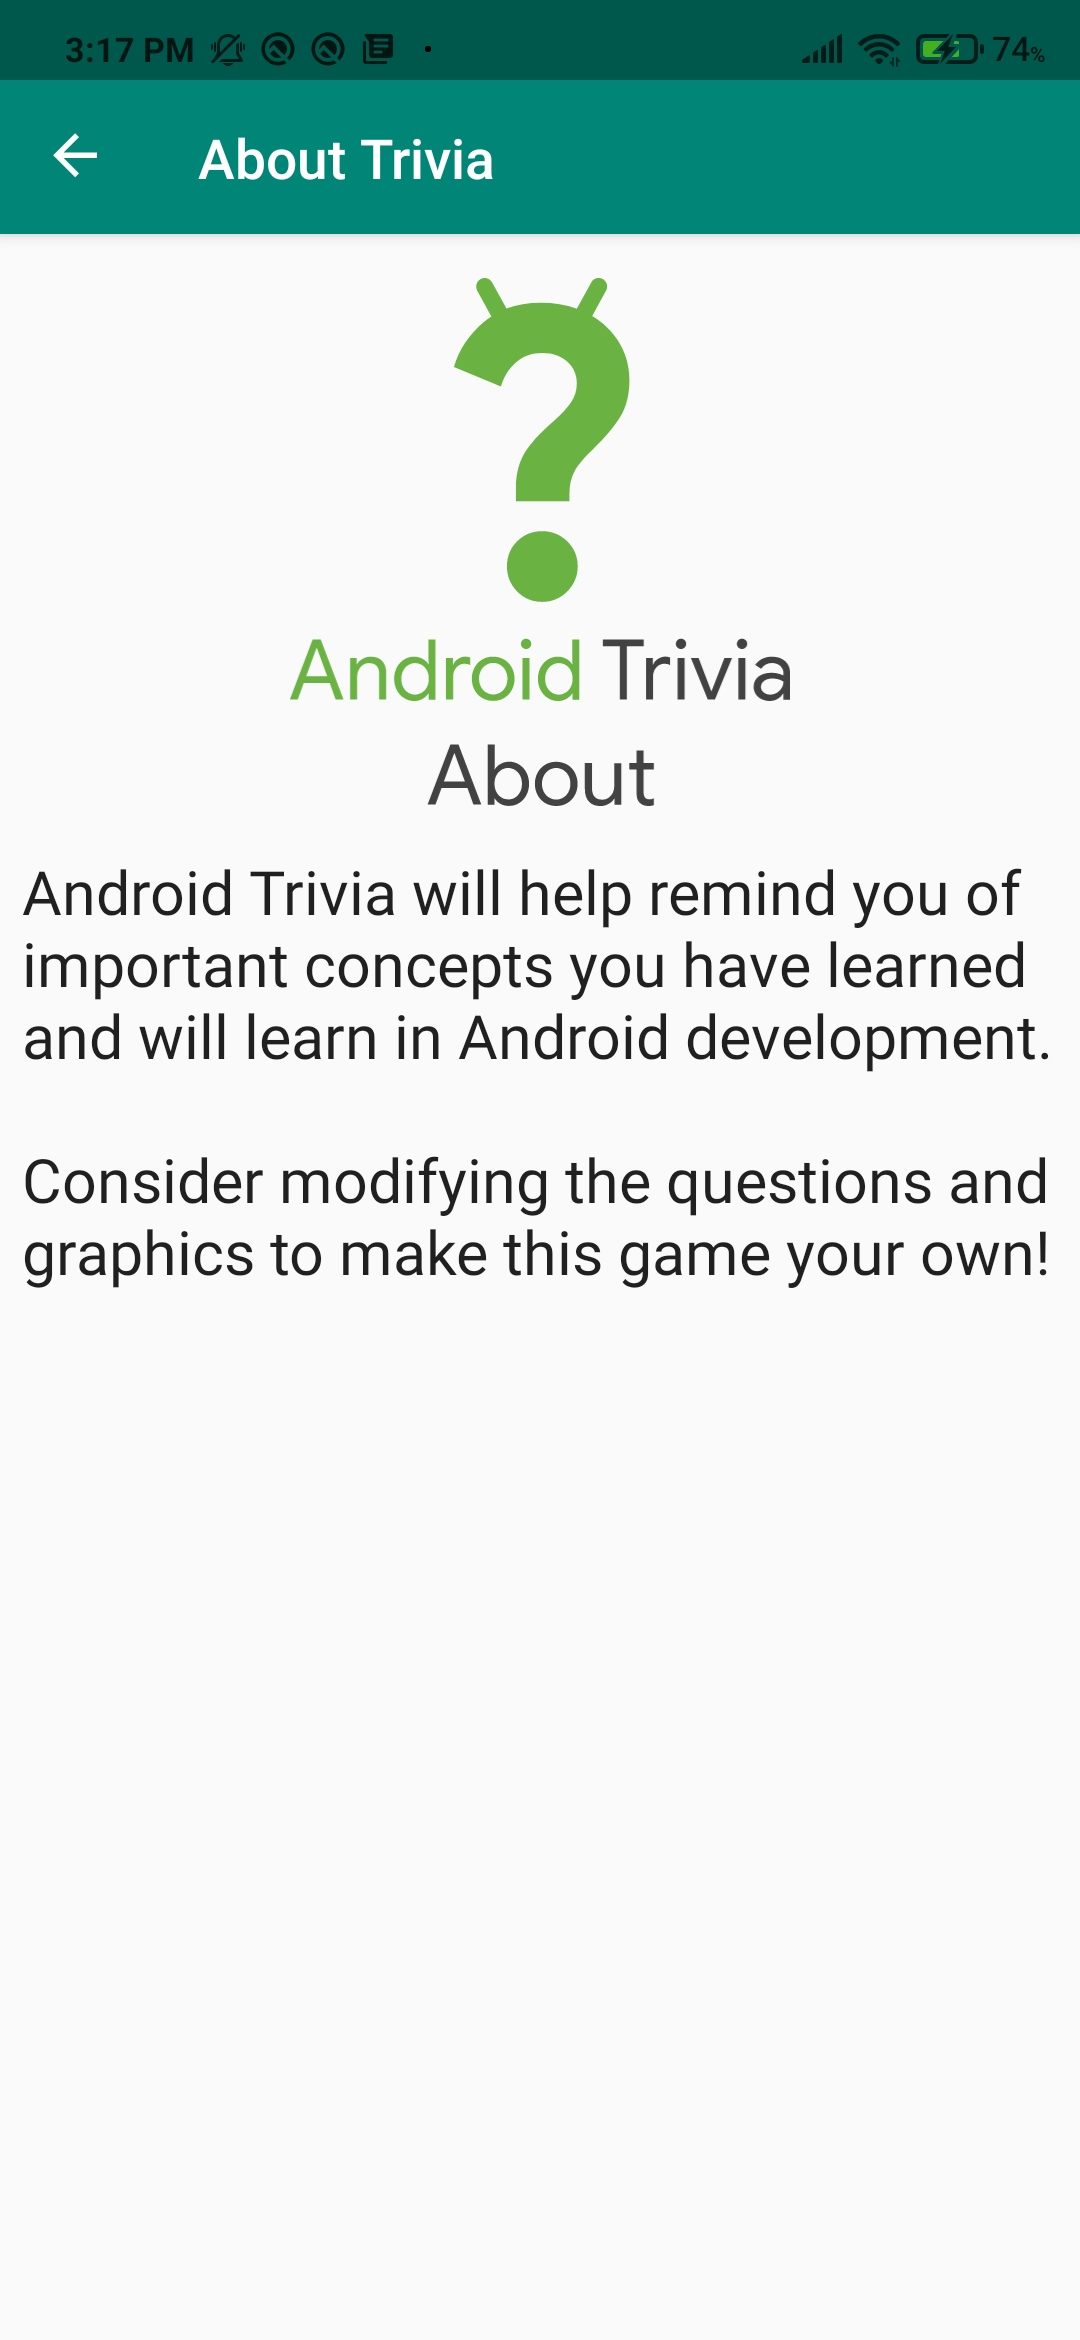 3:17 PM
74%
About Trivia
Android Trivia
About
Android Trivia will help remind you of
important concepts you have learned
and will learn in Android development.
Consider modifying the questions and
graphics to make this game your own!